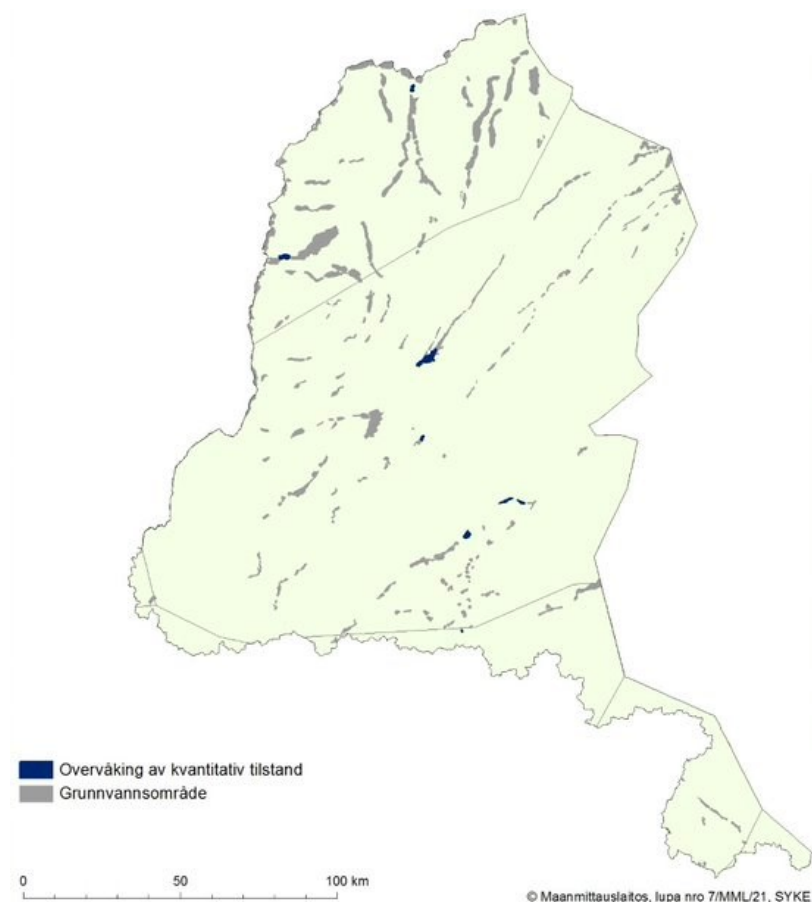 Overvåking av kvantitativ tilstand
Grunnvannsområde
0 50 100 km
© Maanmittauslaitos, lupa nro 7/MML/21, SYKE